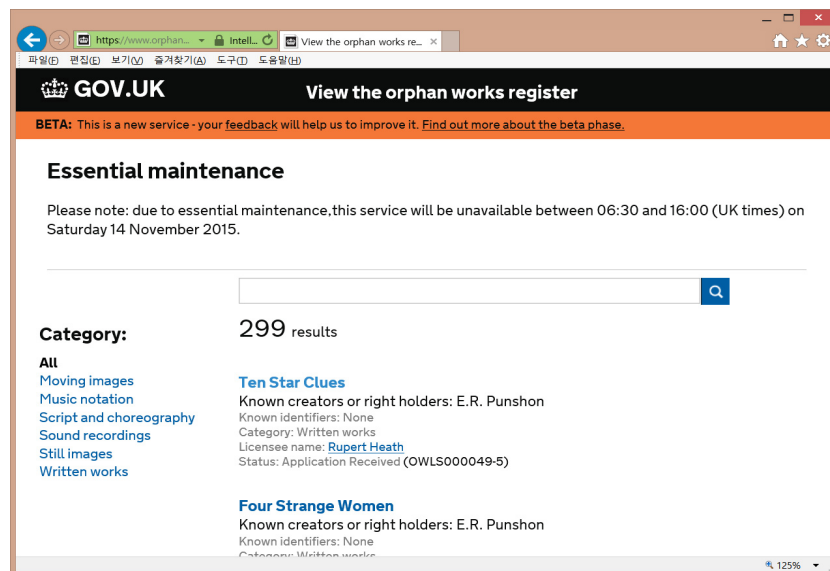 https://www.orphan... Intell... View the orphan works re...
파일(F) 편집(E) 보기(V) 즐겨찾기(A) 도구(T) 도움말(H)
GOV.UK View the orphan works register
BETA: This is a new service - your feedback will help us to improve it. Find out more about the beta phase.
Essential maintenance
Please note: due to essential maintenance,this service will be unavailable between 06:30 and 16:00 (UK times) on
Saturday 14 November 2015.
299 results
Category:
All
Moving images
Music notation
Script and choreography
Sound recordings
Still images
Written works
Ten Star Clues
Known creators or right holders: E.R. Punshon
Known identifiers: None
Category: Written works
Licensee name: Rupert Heath
Status: Application Received (OWLS000049-5)
Four Strange Women
Known creators or right holders: E.R. Punshon
Known identifiers: None
Category: Written works
125%